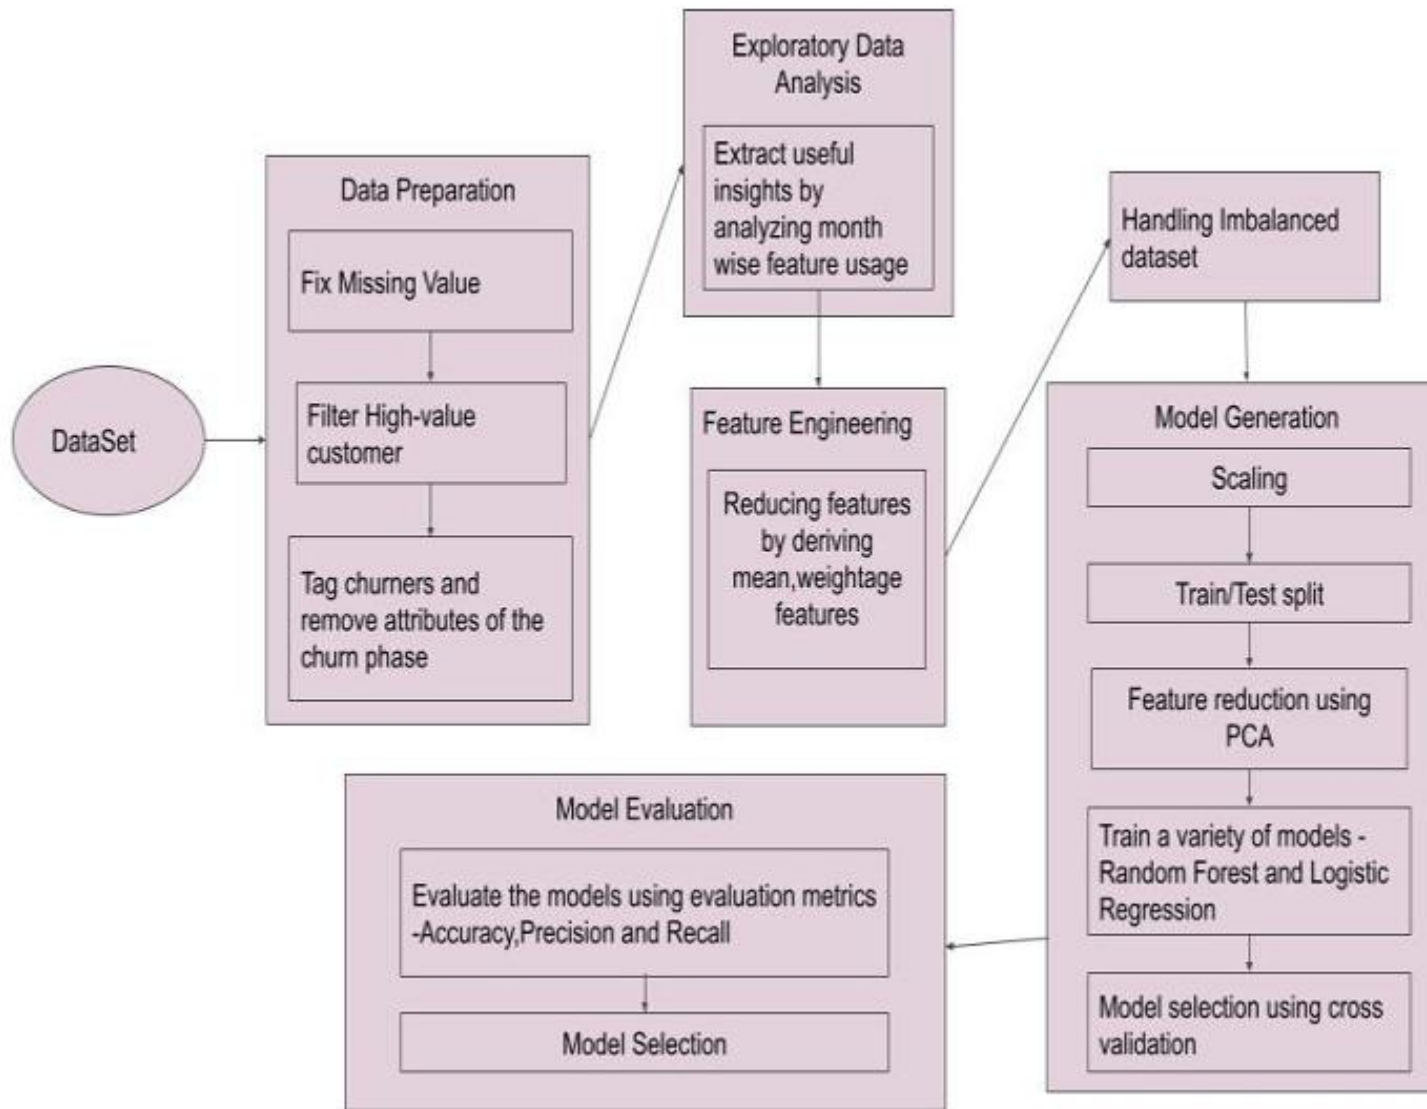 DataSet
Data Preparation
Fix Missing Value
Filter High-value
customer
Tag churners and
remove attributes of the
churn phase
Exploratory Data
Analysis
Extract useful
insights by
analyzing month
wise feature usage
Feature Engineering
Reducing features
by deriving
mean,weightage
features
Handling Imbalanced
dataset
Model Generation
Scaling
Train/Test split
Feature reduction using
PCA
Train a variety of models -
Random Forest and Logistic
Regression
Model selection using cross
validation
Model Evaluation
Evaluate the models using evaluation metrics
-Accuracy,Precision and Recall
Model Selection